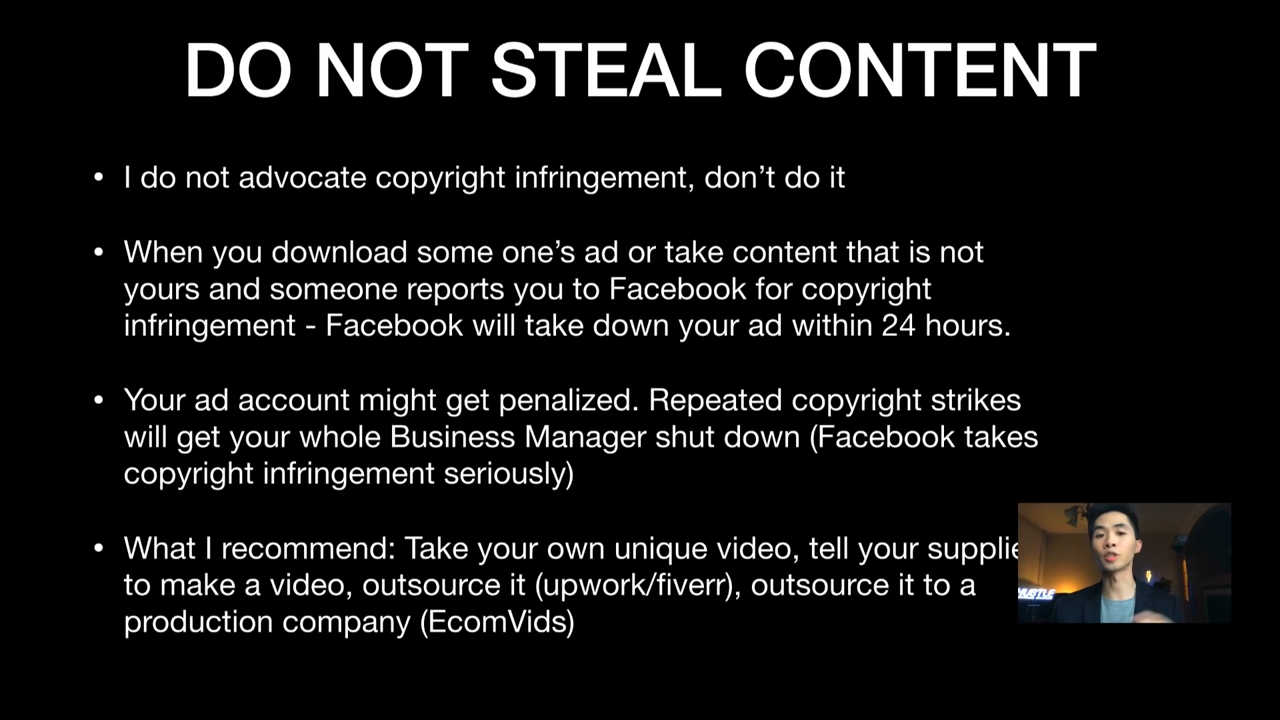 DO NOT STEAL CONTENT
• I do not advocate copyright infringement, don’t do it
• When you download some one’s ad or take content that is not
yours and someone reports you to Facebook for copyright
infringement - Facebook will take down your ad within 24 hours.
• Your ad account might get penalized. Repeated copyright strikes
will get your whole Business Manager shut down (Facebook takes
copyright infringement seriously)
• What I recommend: Take your own unique video, tell your supplie
to make a video, outsource it (upwork/fiverr), outsource it to a
production company (EcomVids)